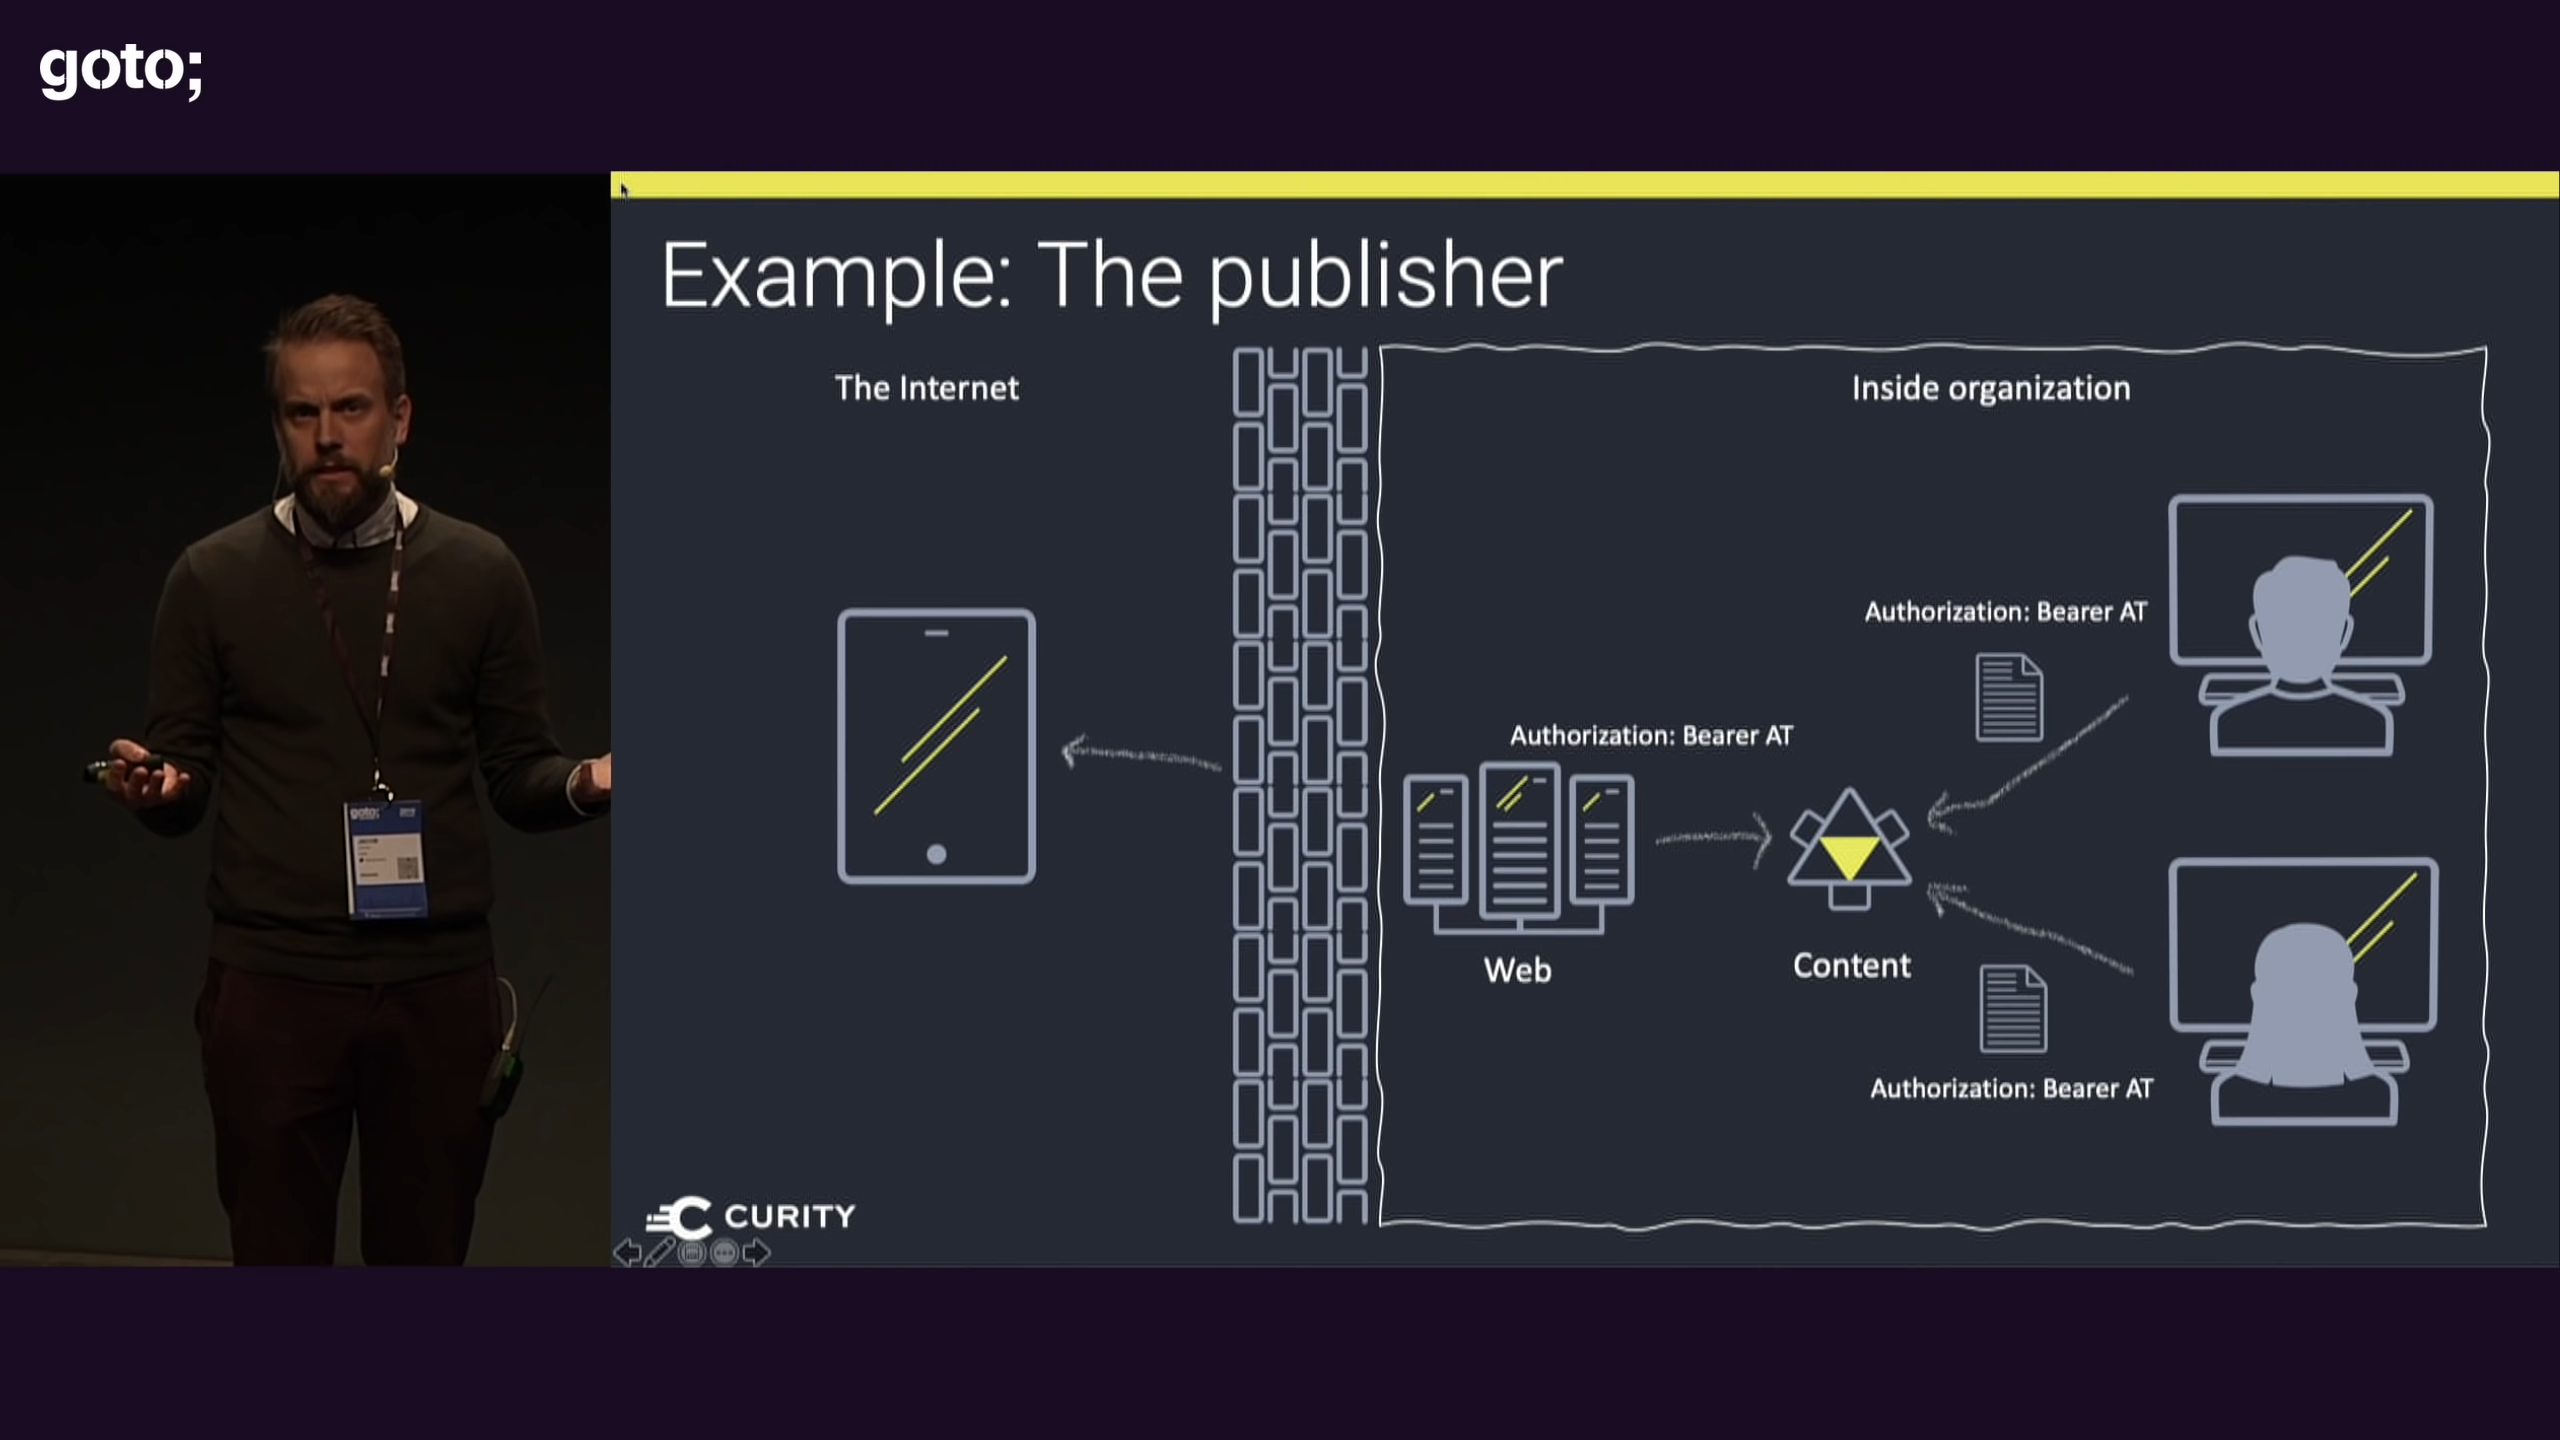 goto;
Example: The publisher
The Internet
Inside organization
Authorization: Bearer AT
Authorization: Bearer AT
Web
Content
Authorization: Bearer AT
CURITY
goto;